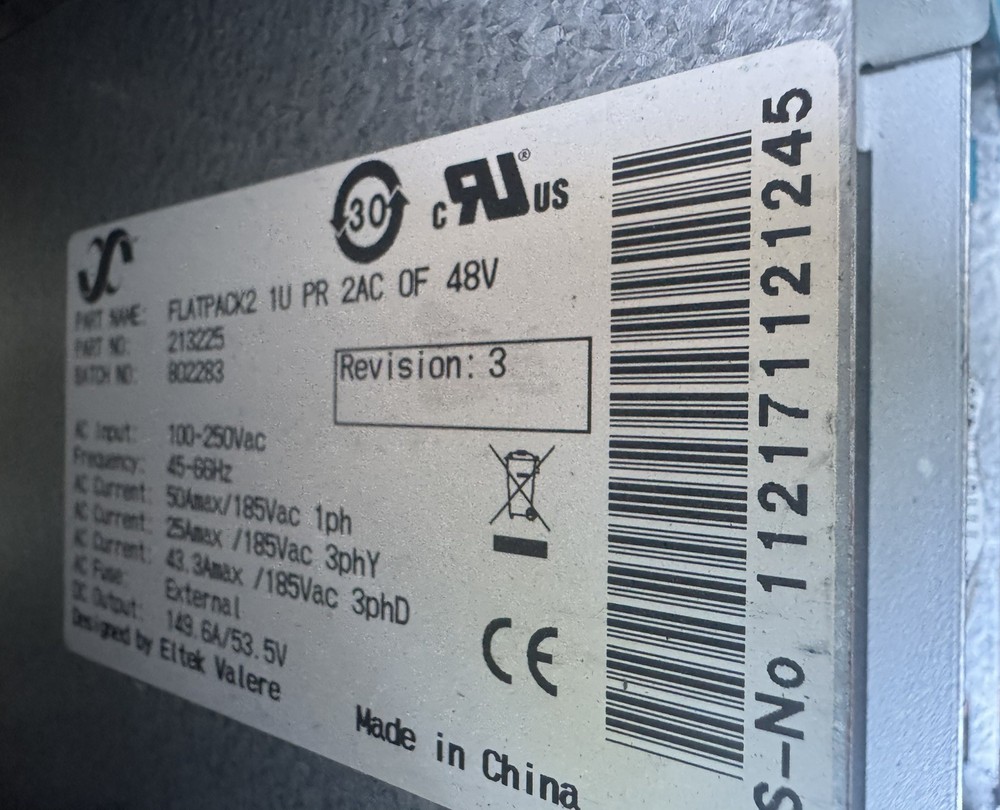 30
c RU ® US
PART NAME: FLATPACK2 1U PR 2AC OF 48V
PART NO: 213225
BATCH NO: 802283
Revision: 3
AC Input: 100-250Vac
Frequency: 45-66Hz
AC Current: 50Amax/185Vac 1ph
AC Current: 25Amax /185Vac 3phY
AC Current: 43.3Amax /185Vac 3phD
AC Fuse: External
DC Output: 149.6A/53.5V
Designed by Eltek Valere
CE
Made in China
S-No 112171121245